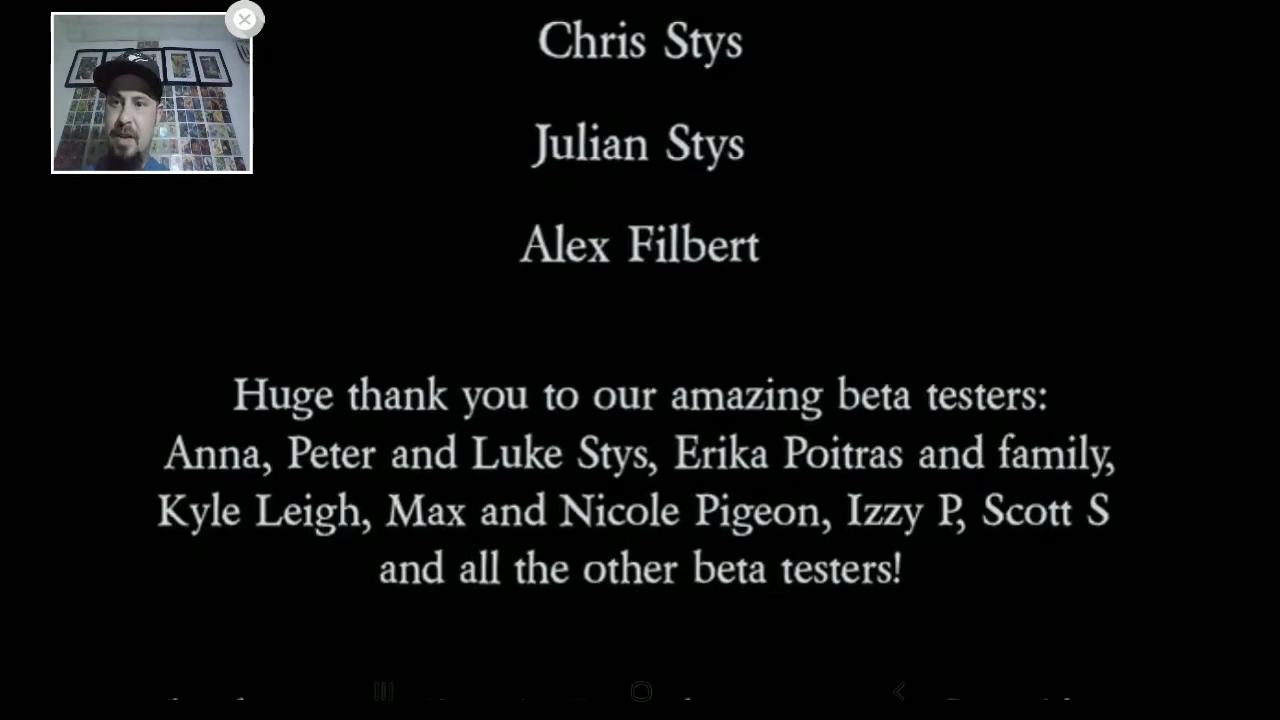 Chris Stys
Julian Stys
Alex Filbert
Huge thank you to our amazing beta testers:
Anna, Peter and Luke Stys, Erika Poitras and family,
Kyle Leigh, Max and Nicole Pigeon, Izzy P, Scott S
and all the other beta testers!